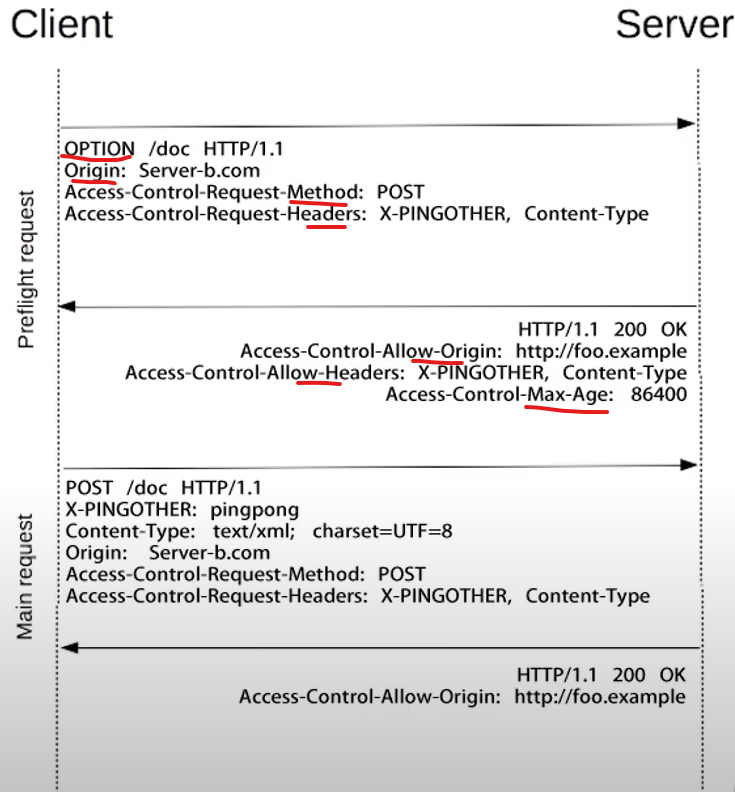 Client
Server
Preflight request
OPTION /doc HTTP/1.1
Origin: Server-b.com
Access-Control-Request-Method: POST
Access-Control-Request-Headers: X-PINGOTHER, Content-Type
HTTP/1.1 200 OK
Access-Control-Allow-Origin: http://foo.example
Access-Control-Allow-Headers: X-PINGOTHER, Content-Type
Access-Control-Max-Age: 86400
Main request
POST /doc HTTP/1.1
X-PINGOTHER: pingpong
Content-Type: text/xml; charset=UTF=8
Origin: Server-b.com
Access-Control-Request-Method: POST
Access-Control-Request-Headers: X-PINGOTHER, Content-Type
HTTP/1.1 200 OK
Access-Control-Allow-Origin: http://foo.example